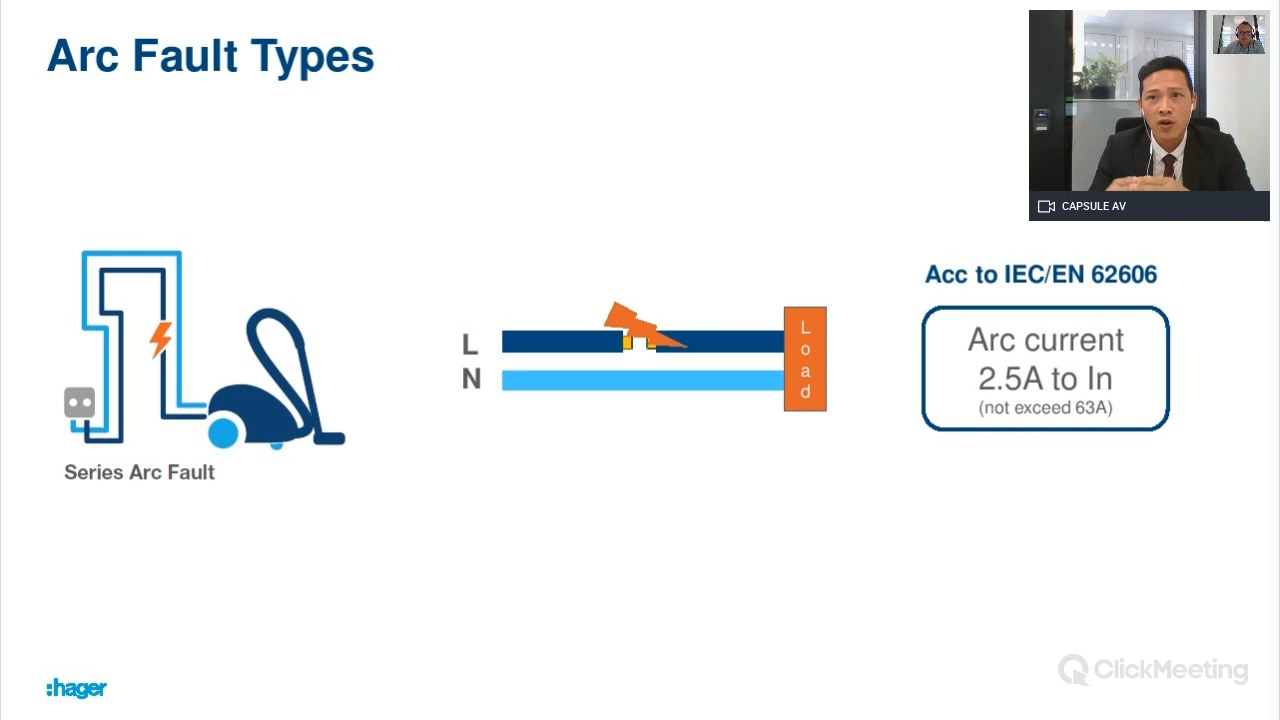 Arc Fault Types
CAPSULE AV
Series Arc Fault
L
N
Load
Acc to IEC/EN 62606
Arc current
2.5A to In
(not exceed 63A)
:hager
ClickMeeting